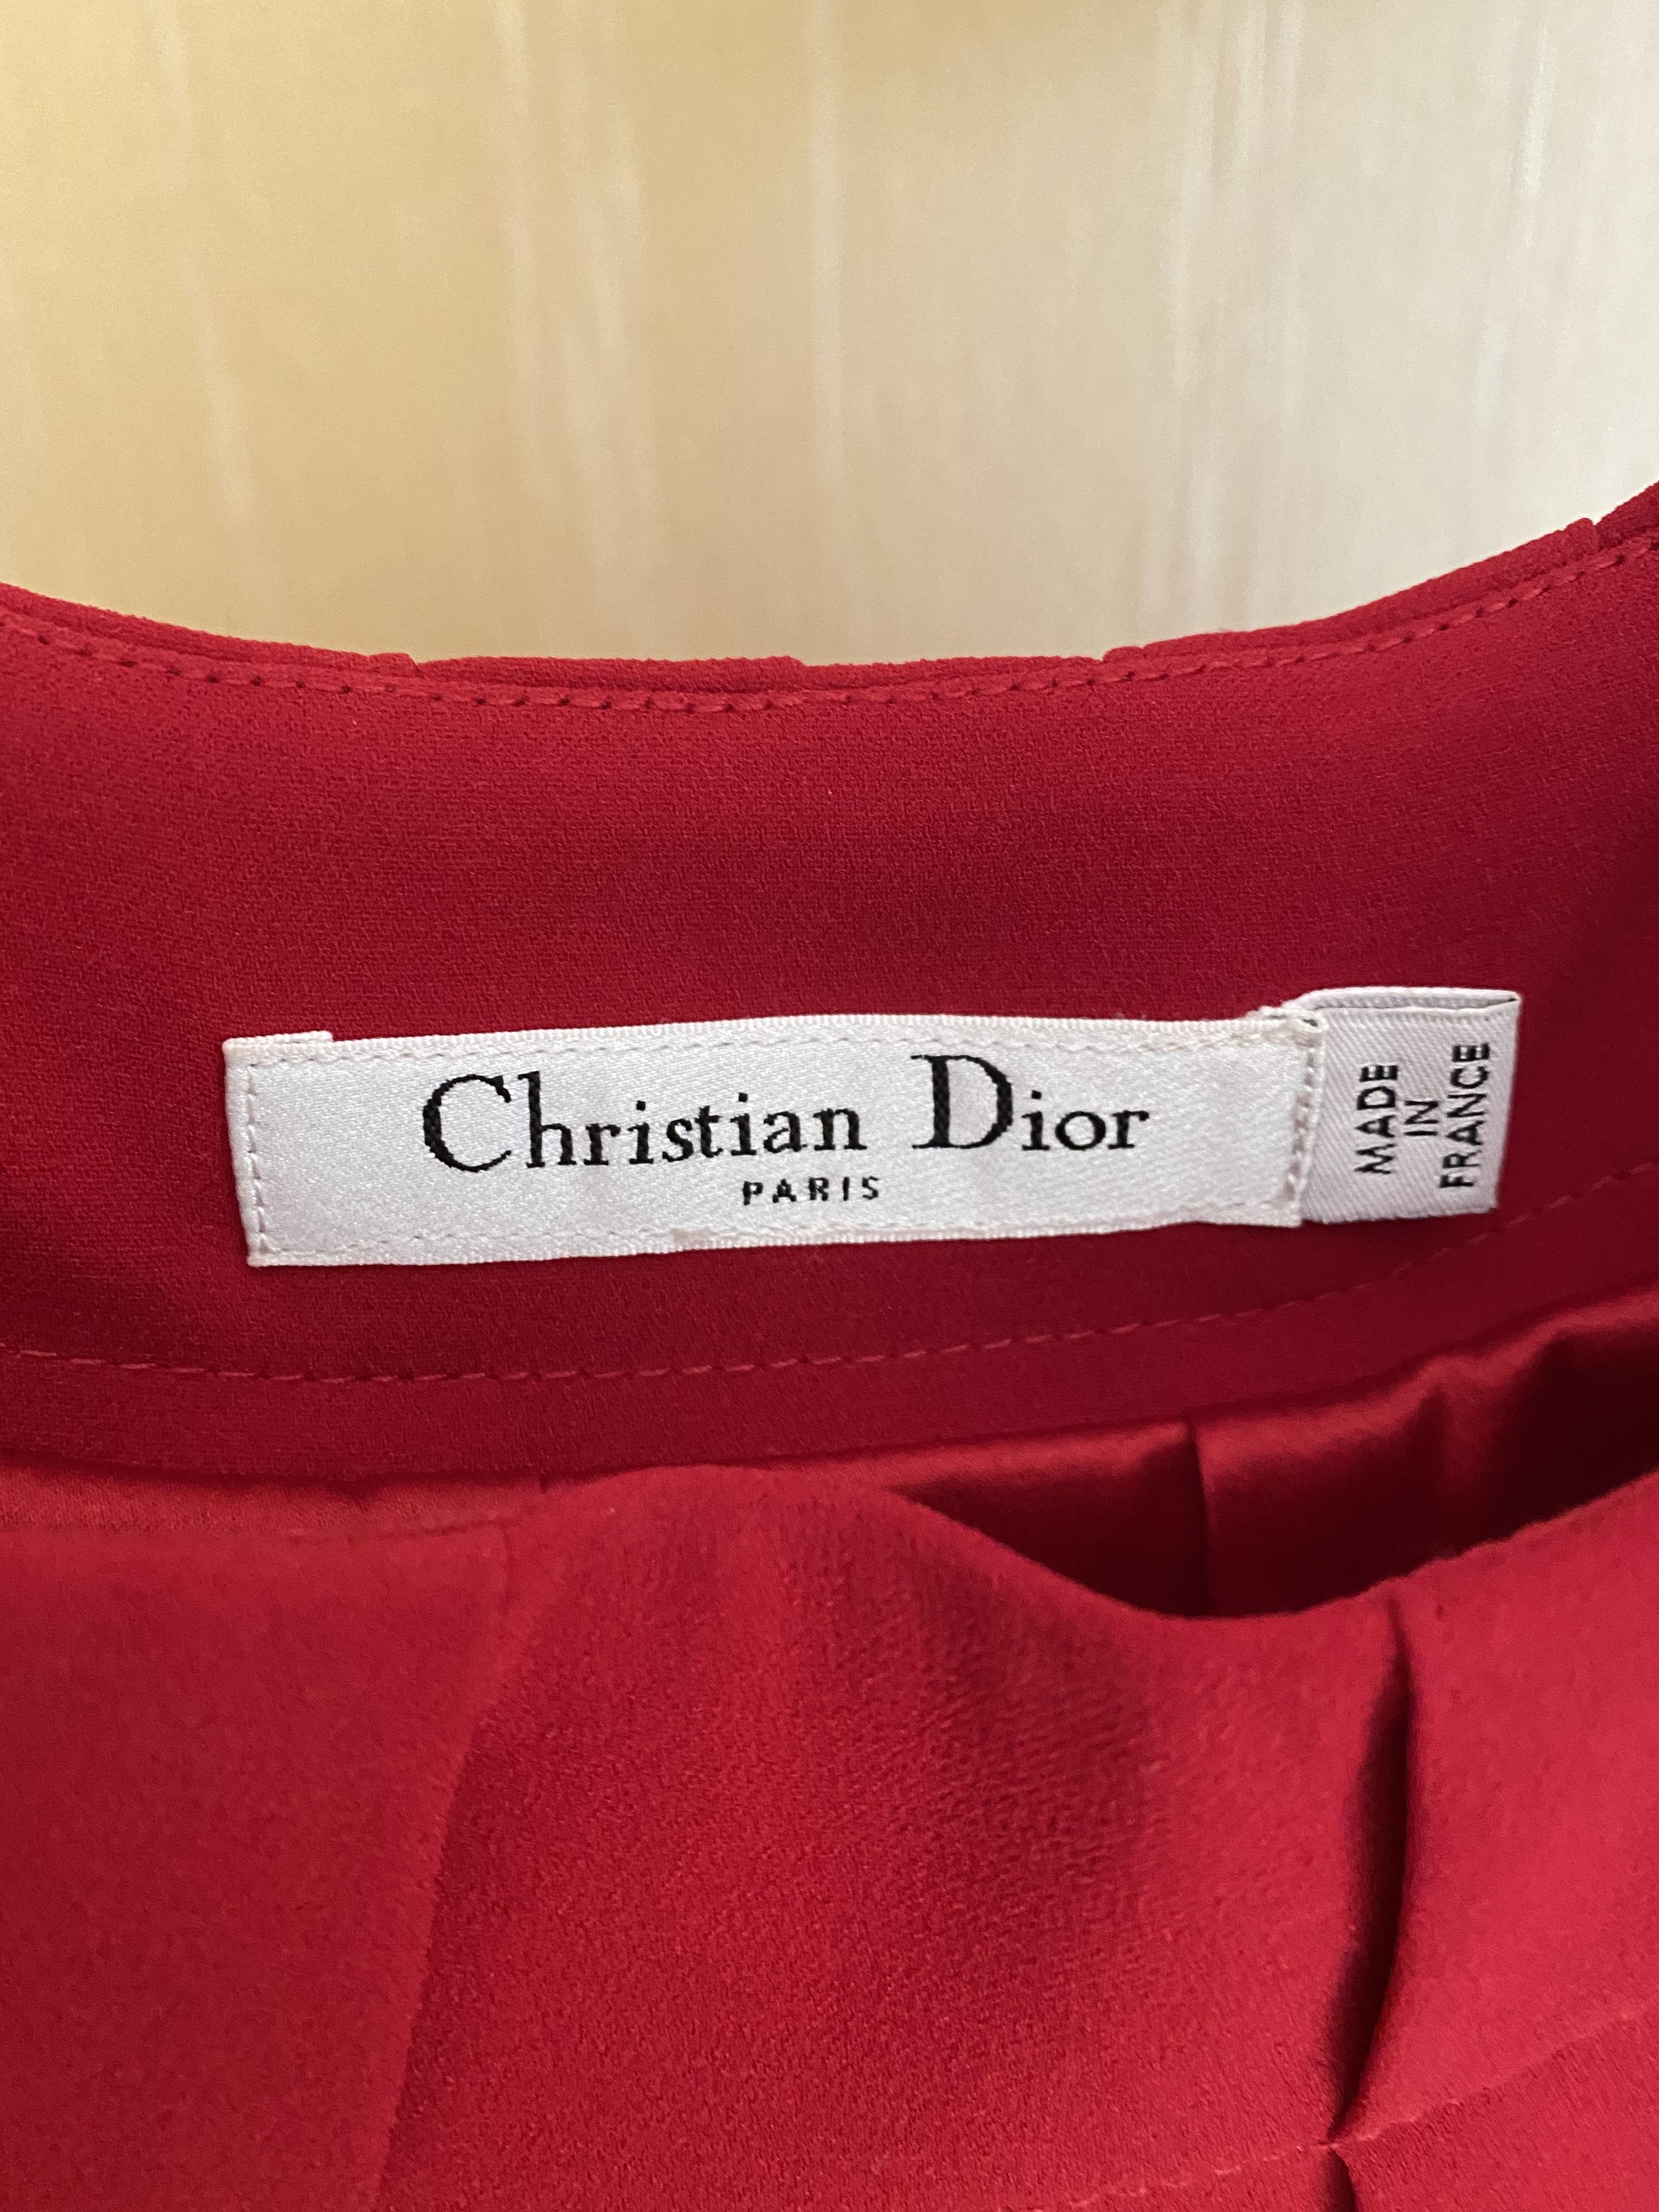 Christian Dior
PARIS
MADE
IN
FRANCE